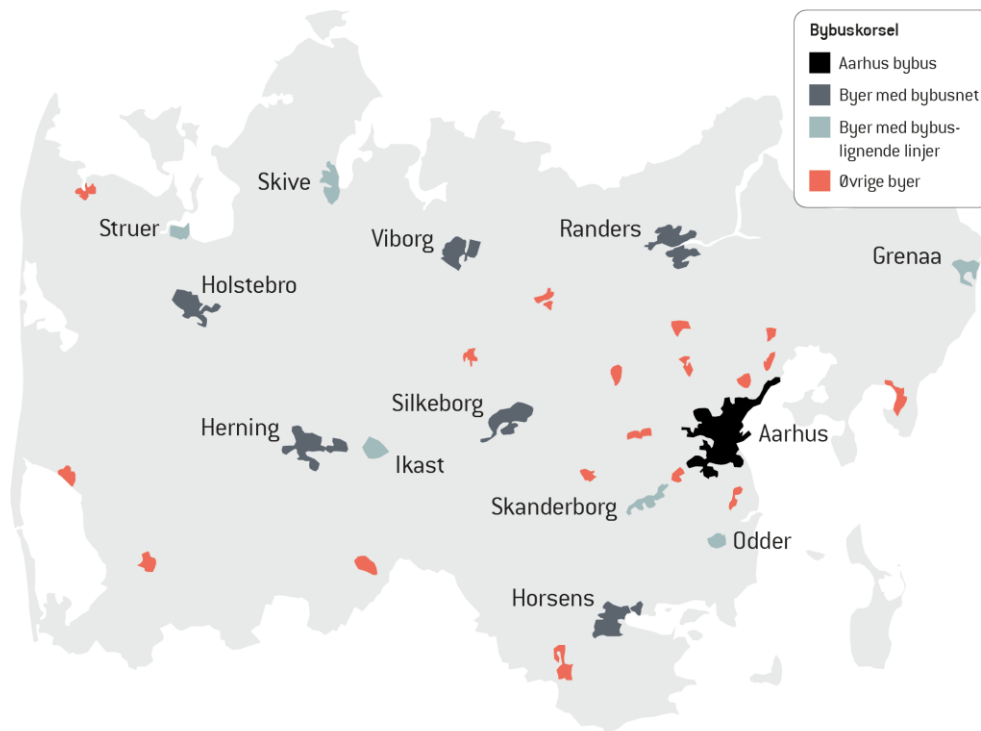 Bybuskorsel
Aarhus bybus
Byer med bybusnet
Byer med bybus-
lignende linjer
Øvrige byer
Skive
Struer
Viborg
Randers
Grenaa
Holstebro
Silkeborg
Herning
Aarhus
Ikast
Skanderborg
Odder
Horsens